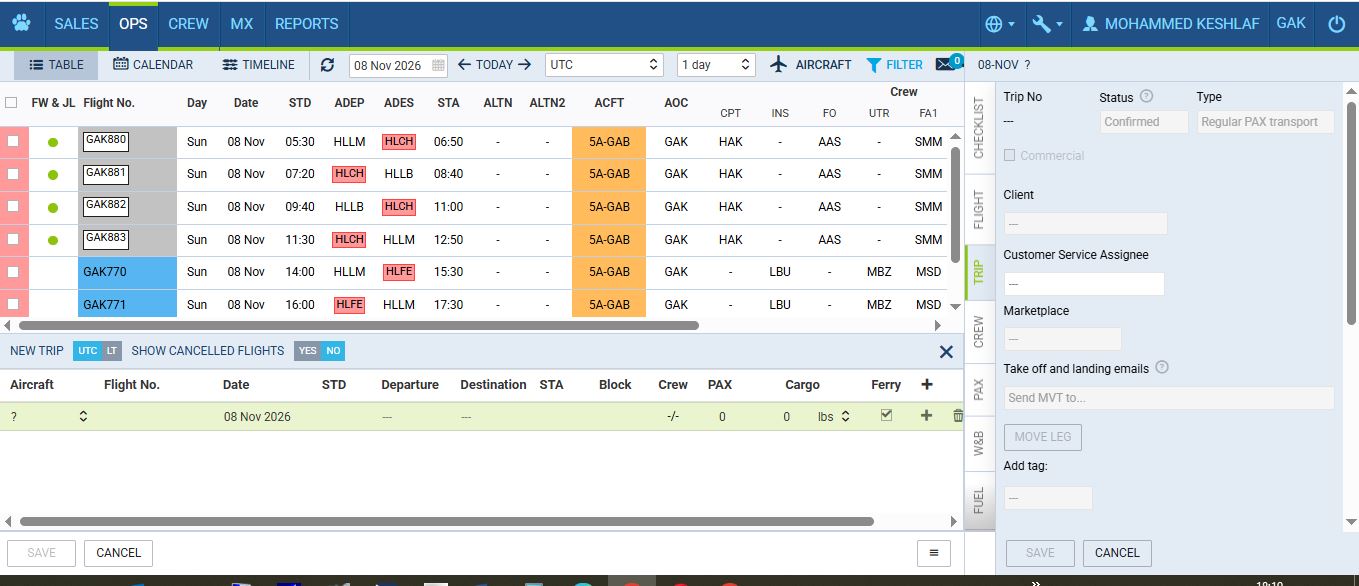 SALES OPS CREW MX REPORTS MOHAMMED KESHLAF GAK
TABLE CALENDAR TIMELINE 08 Nov 2026 TODAY UTC 1 day AIRCRAFT FILTER 0 08-NOV ?
FW & JL Flight No. Day Date STD ADEP ADES STA ALTN ALTN2 ACFT AOC Crew
CPT INS FO UTR FA1
GAK880 Sun 08 Nov 05:30 HLLM HLCH 06:50 - - 5A-GAB GAK HAK - AAS - SMM
GAK881 Sun 08 Nov 07:20 HLCH HLLB 08:40 - - 5A-GAB GAK HAK - AAS - SMM
GAK882 Sun 08 Nov 09:40 HLLB HLCH 11:00 - - 5A-GAB GAK HAK - AAS - SMM
GAK883 Sun 08 Nov 11:30 HLCH HLLM 12:50 - - 5A-GAB GAK HAK - AAS - SMM
GAK770 Sun 08 Nov 14:00 HLLM HLFE 15:30 - - 5A-GAB GAK - LBU - MBZ MSD
GAK771 Sun 08 Nov 16:00 HLFE HLLM 17:30 - - 5A-GAB GAK - LBU - MBZ MSD
NEW TRIP UTC LT SHOW CANCELLED FLIGHTS YES NO
Aircraft Flight No. Date STD Departure Destination STA Block Crew PAX Cargo Ferry
? 08 Nov 2026 --- --- -/- 0 0 lbs
SAVE CANCEL
CHECKLIST
FLIGHT
TRIP
CREW
PAX
W&B
FUEL
Trip No Status ? Type
--- Confirmed Regular PAX transport
Commercial
Client
---
Customer Service Assignee
---
Marketplace
---
Take off and landing emails ?
Send MVT to...
MOVE LEG
Add tag:
---
SAVE CANCEL